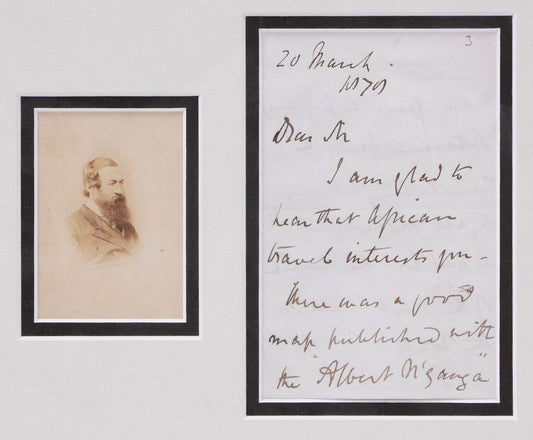 3
20 March
1870
Dear Sir
I am glad to
hear that African
travel interests you -
There was a good
map published with
the "Albert N'yanza"